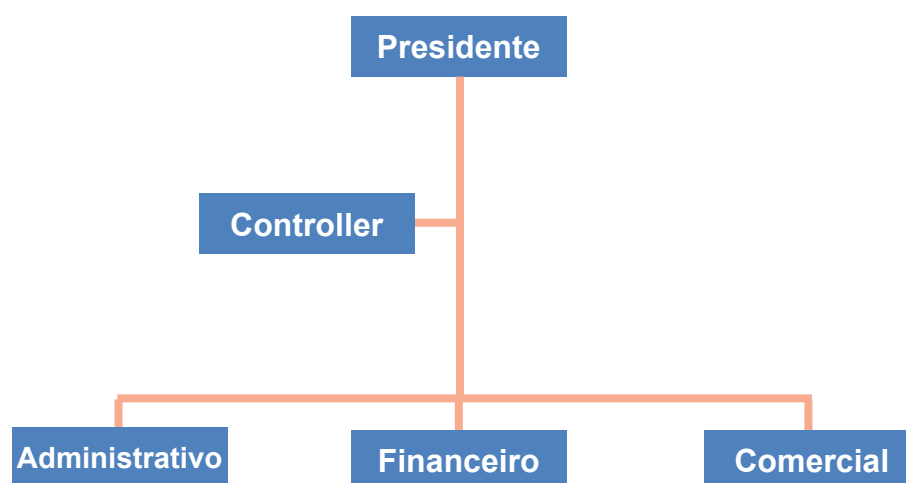 Presidente
Controller
Administrativo
Financeiro
Comercial